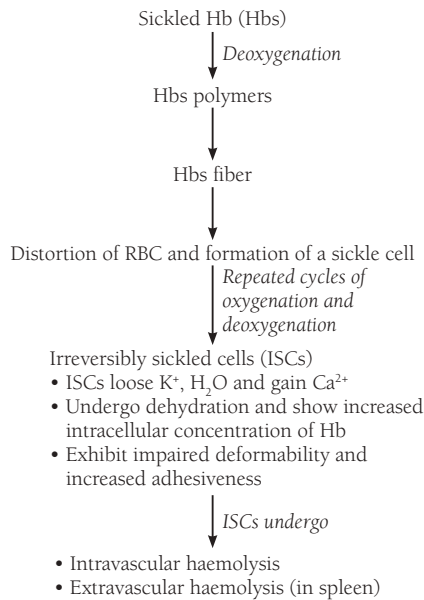 Sickled Hb (Hbs)
Deoxygenation
Hbs polymers
Hbs fiber
Distortion of RBC and formation of a sickle cell
Repeated cycles of
oxygenation and
deoxygenation
Irreversibly sickled cells (ISCs)
• ISCs loose K⁺, H₂O and gain Ca²⁺
• Undergo dehydration and show increased
intracellular concentration of Hb
• Exhibit impaired deformability and
increased adhesiveness
ISCs undergo
• Intravascular haemolysis
• Extravascular haemolysis (in spleen)